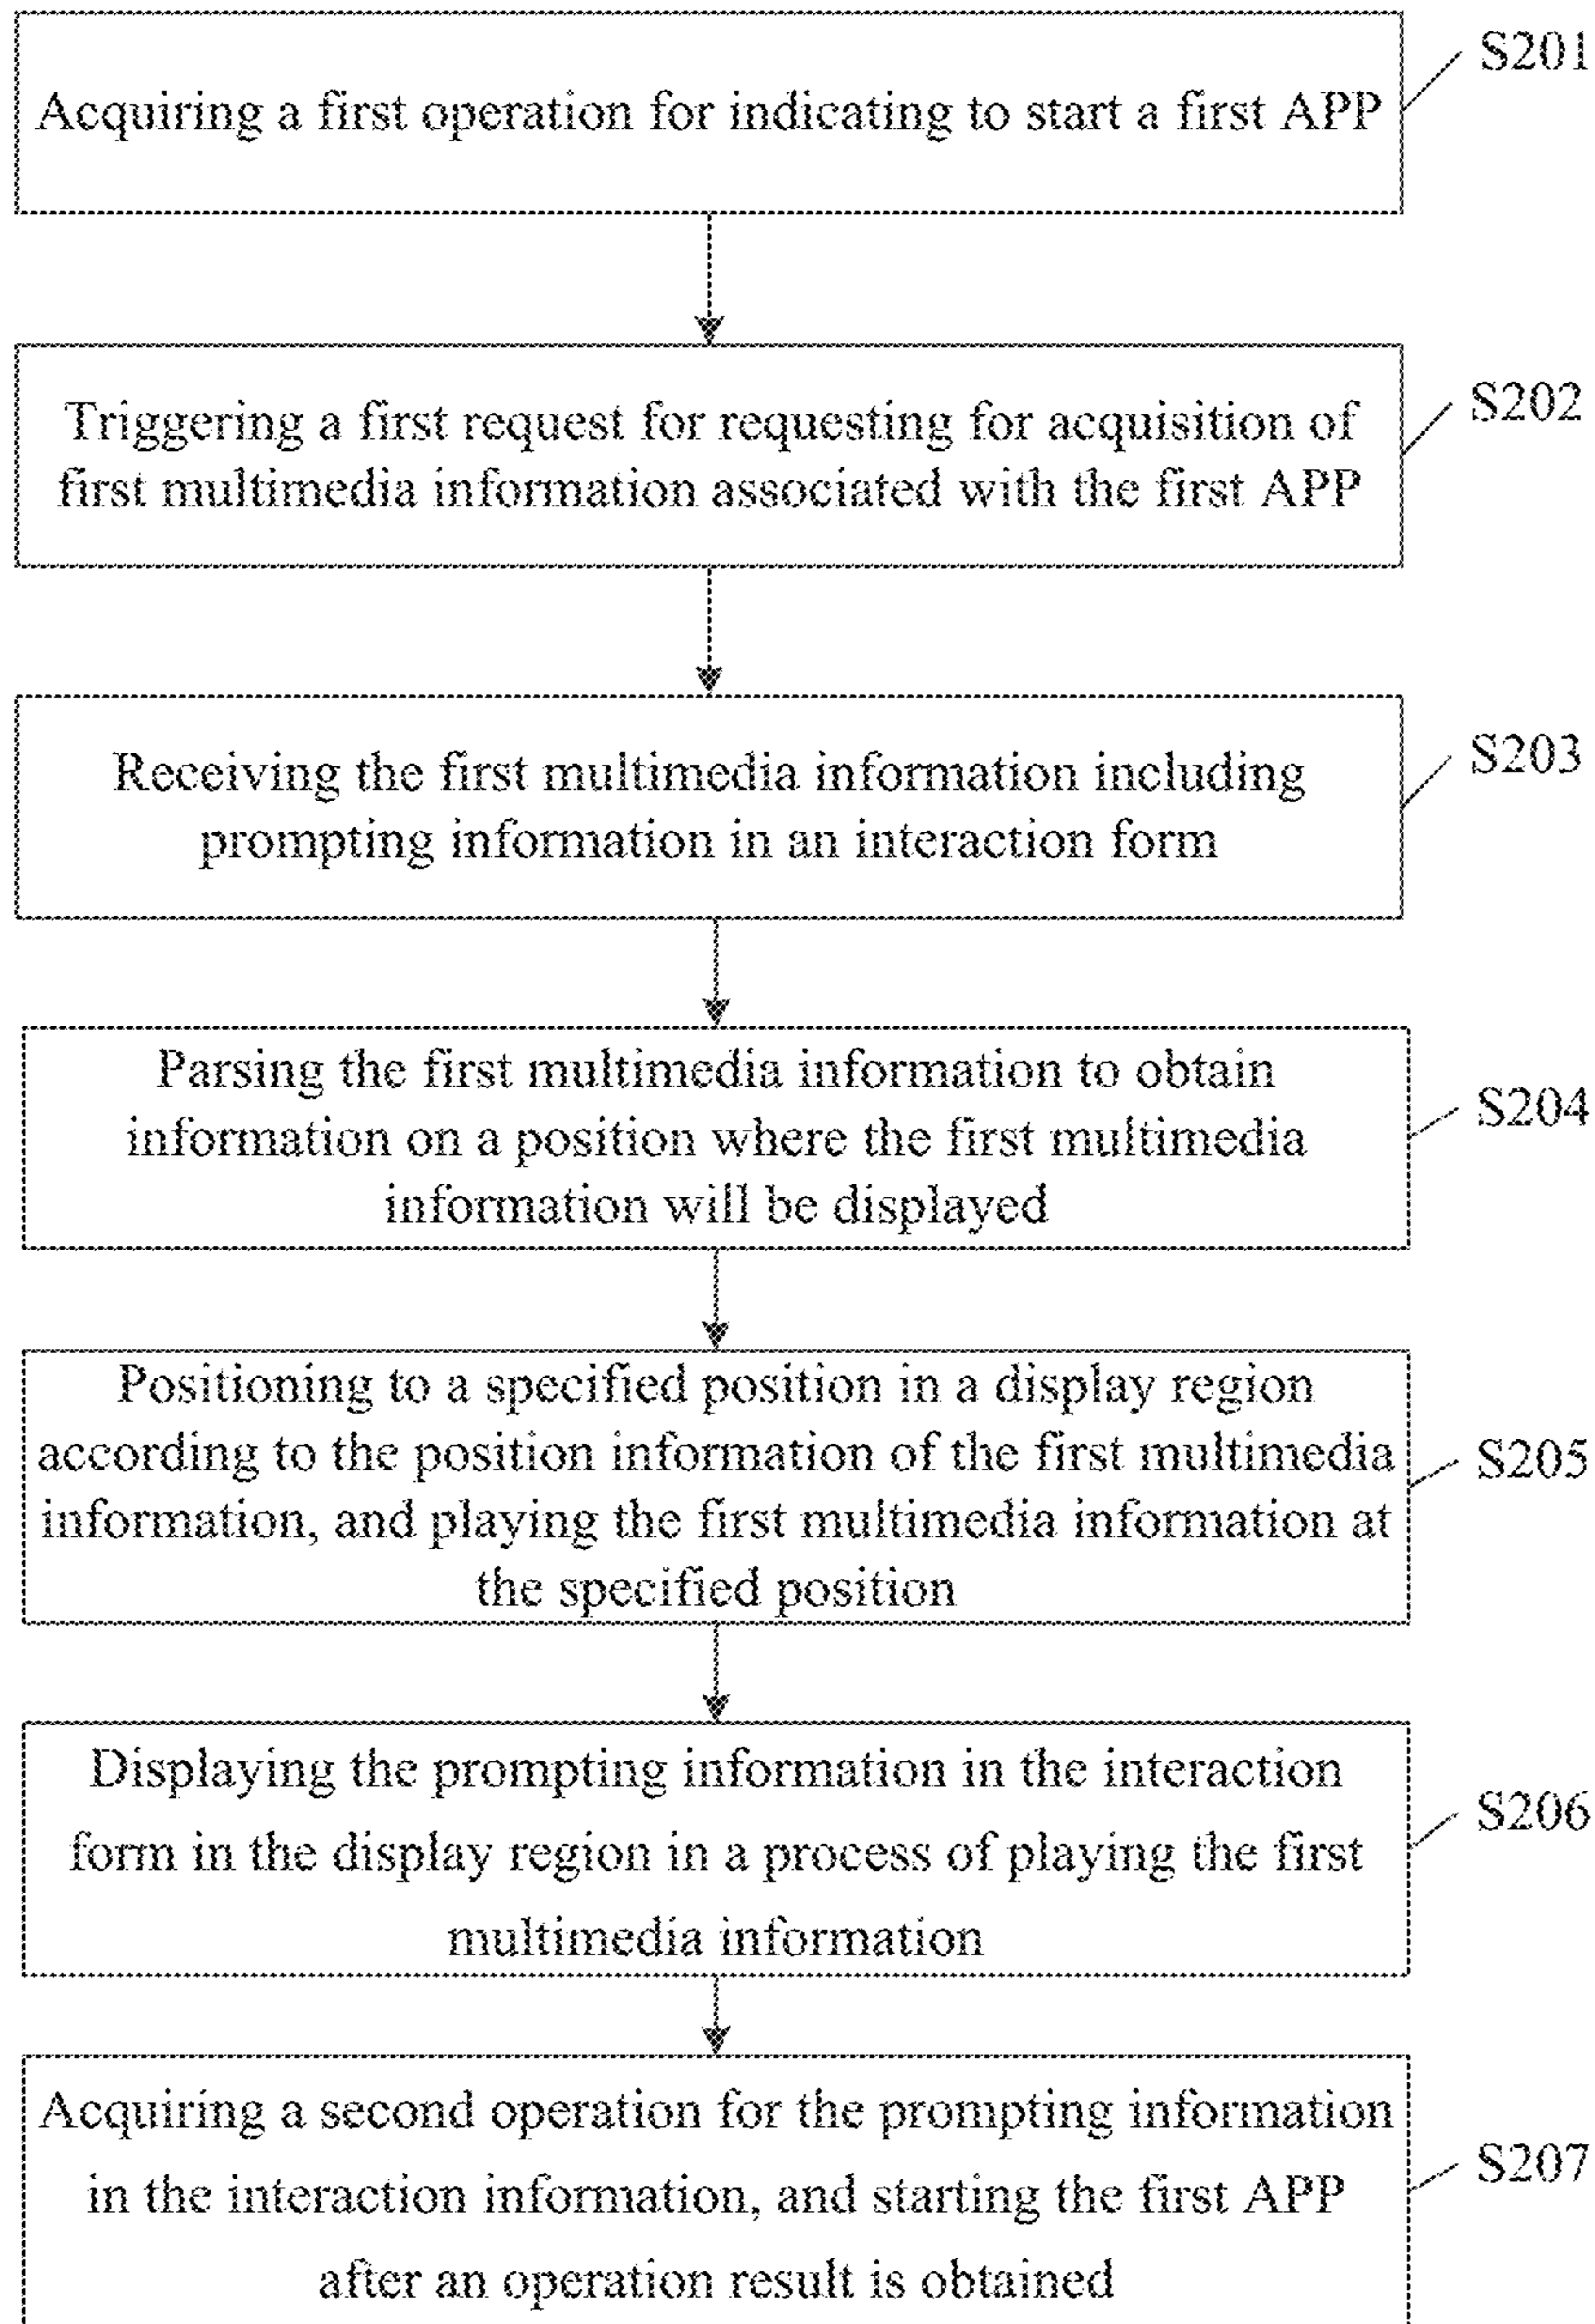 Acquiring a first operation for indicating to start a first APP
S201
Triggering a first request for requesting for acquisition of
first multimedia information associated with the first APP
S202
Receiving the first multimedia information including
prompting information in an interaction form
S203
Parsing the first multimedia information to obtain
information on a position where the first multimedia
information will be displayed
S204
Positioning to a specified position in a display region
according to the position information of the first multimedia
information, and playing the first multimedia information at
the specified position
S205
Displaying the prompting information in the interaction
form in the display region in a process of playing the first
multimedia information
S206
Acquiring a second operation for the prompting information
in the interaction information, and starting the first APP
after an operation result is obtained
S207